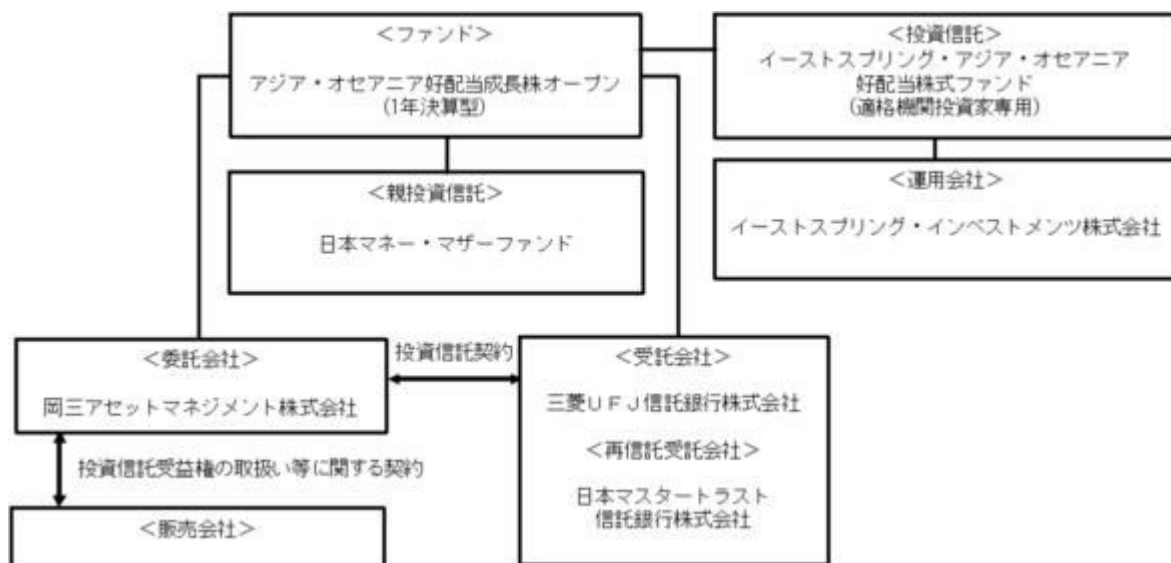 ＜ファンド＞
アジア・オセアニア好配当成長株オープン
(1年決算型)
＜投資信託＞
イーストスプリング・アジア・オセアニア
好配当株式ファンド
(適格機関投資家専用)
＜親投資信託＞
日本マネー・マザーファンド
＜運用会社＞
イーストスプリング・インベストメンツ株式会社
＜委託会社＞
岡三アセットマネジメント株式会社
投資信託契約
＜受託会社＞
三菱ＵＦＪ信託銀行株式会社
＜再信託受託会社＞
日本マスタートラスト
信託銀行株式会社
投資信託受益権の取扱い等に関する契約
＜販売会社＞